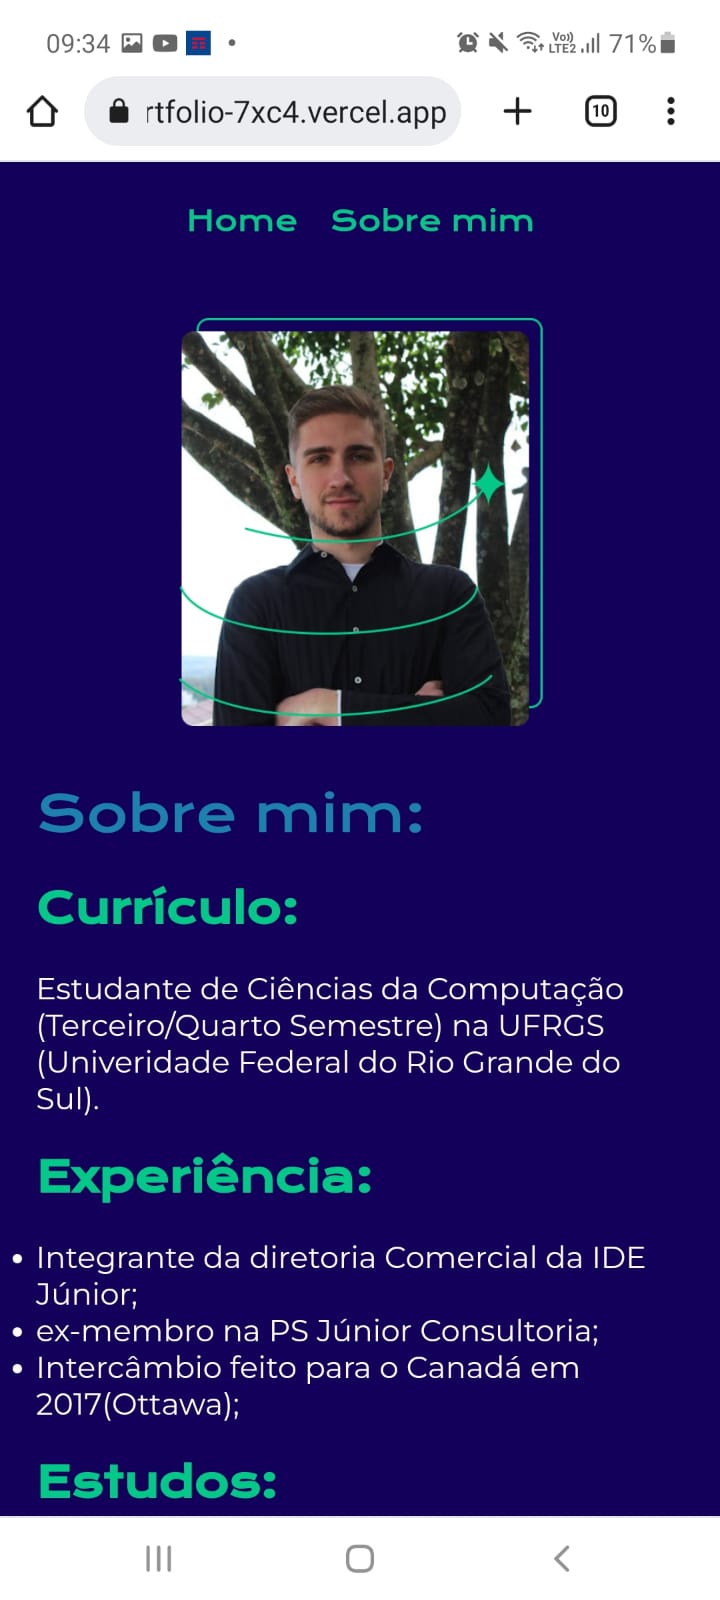 09:34
Vo))
LTE2
71%
rtfolio-7xc4.vercel.app
10
Home Sobre mim
Sobre mim:
Currículo:
Estudante de Ciências da Computação
(Terceiro/Quarto Semestre) na UFRGS
(Univeridade Federal do Rio Grande do
Sul).
Experiência:
• Integrante da diretoria Comercial da IDE
Júnior;
• ex-membro na PS Júnior Consultoria;
• Intercâmbio feito para o Canadá em
2017(Ottawa);
Estudos: